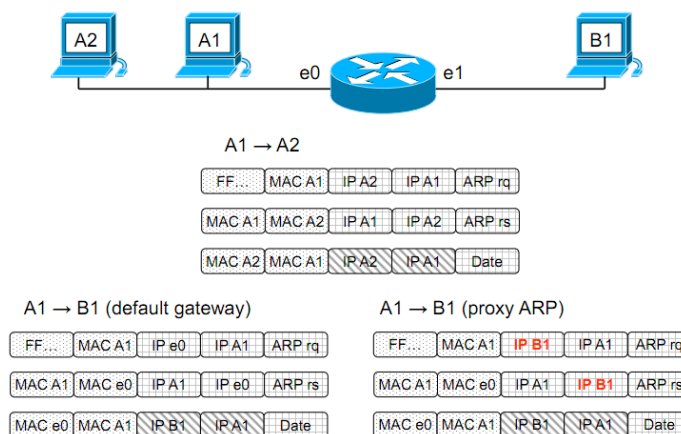 A2 A1 B1
e0 e1
A1 → A2
FF... MAC A1 IP A2 IP A1 ARP rq
MAC A1 MAC A2 IP A1 IP A2 ARP rs
MAC A2 MAC A1 IP A2 IP A1 Date
A1 → B1 (default gateway)
FF... MAC A1 IP e0 IP A1 ARP rq
MAC A1 MAC e0 IP A1 IP e0 ARP rs
MAC e0 MAC A1 IP B1 IP A1 Date
A1 → B1 (proxy ARP)
FF... MAC A1 IP B1 IP A1 ARP rq
MAC A1 MAC e0 IP A1 IP B1 ARP rs
MAC e0 MAC A1 IP B1 IP A1 Date